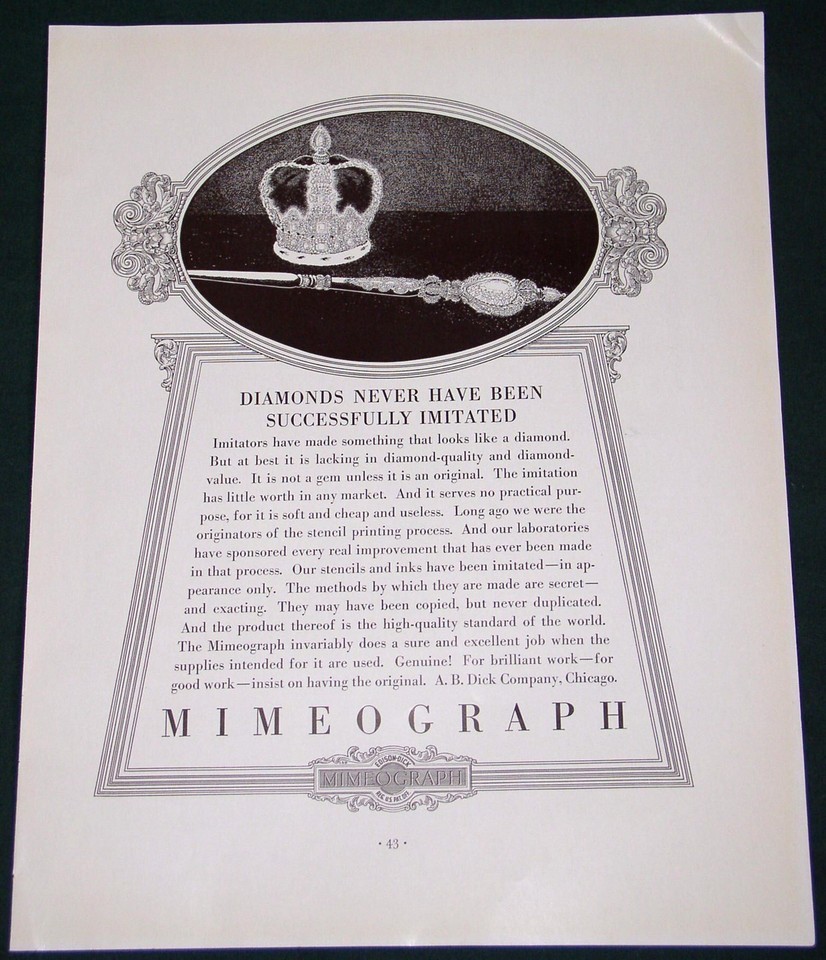 DIAMONDS NEVER HAVE BEEN
SUCCESSFULLY IMITATED
Imitators have made something that looks like a diamond.
But at best it is lacking in diamond-quality and diamond-
value. It is not a gem unless it is an original. The imitation
has little worth in any market. And it serves no practical pur-
pose, for it is soft and cheap and useless. Long ago we were the
originators of the stencil printing process. And our laboratories
have sponsored every real improvement that has ever been made
in that process. Our stencils and inks have been imitated—in ap-
pearance only. The methods by which they are made are secret—
and exacting. They may have been copied, but never duplicated.
And the product thereof is the high-quality standard of the world.
The Mimeograph invariably does a sure and excellent job when the
supplies intended for it are used. Genuine! For brilliant work—for
good work—insist on having the original. A. B. Dick Company, Chicago.
MIMEOGRAPH
EDISON-DICK
MIMEOGRAPH
REG. U.S. PAT. OFF.
· 43 ·